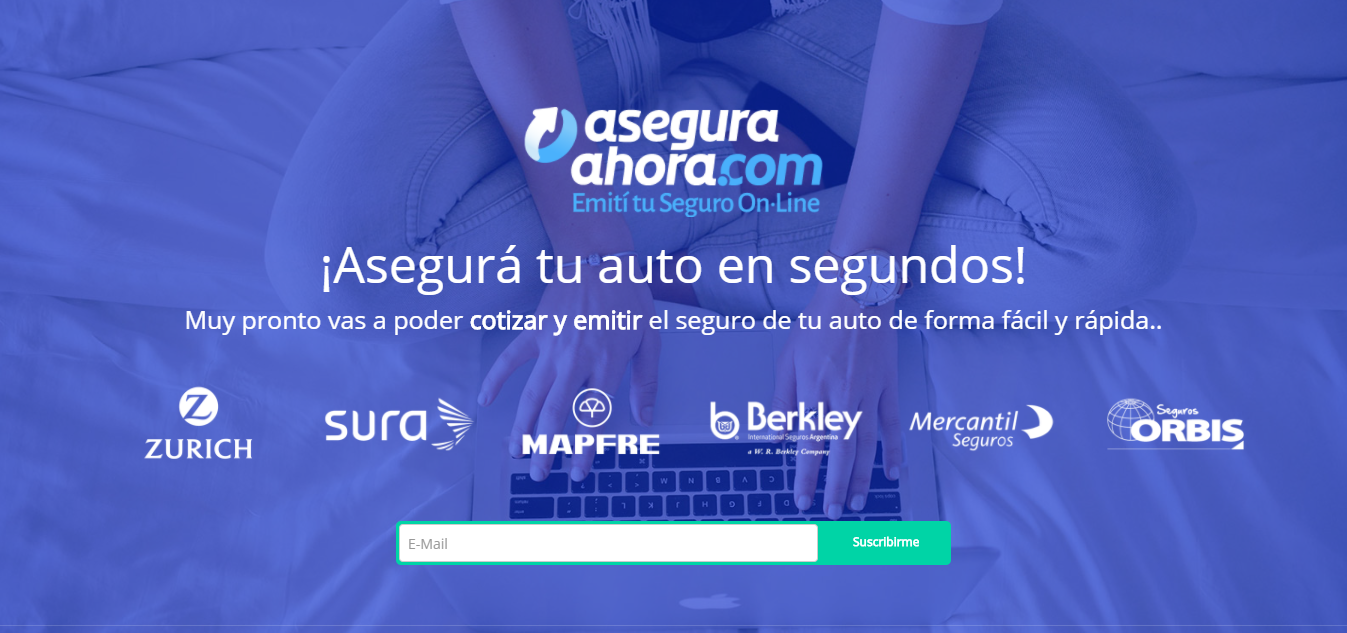 asegura
ahora.com
Emití tu Seguro On·Line
¡Asegurá tu auto en segundos!
Muy pronto vas a poder cotizar y emitir el seguro de tu auto de forma fácil y rápida..
Z
ZURICH
sura
MAPFRE
b Berkley
International Seguros Argentina
a W. R. Berkley Company
Mercantil
Seguros
Seguros
ORBIS
E-Mail
Suscribirme